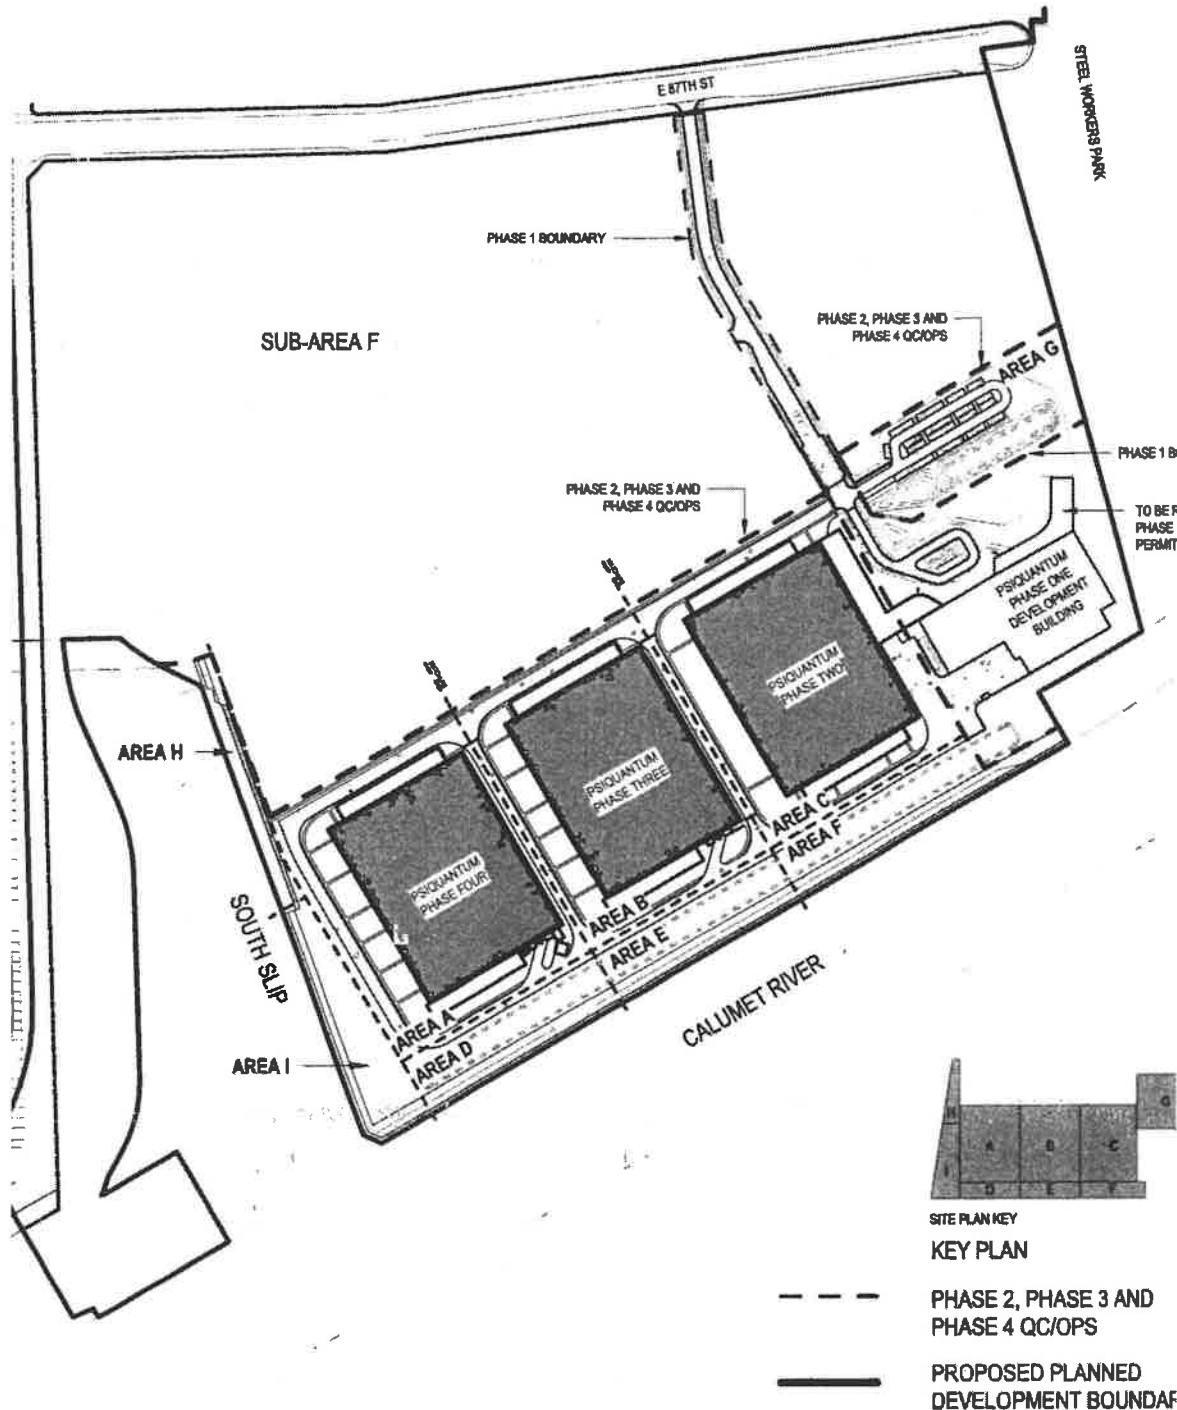 E 87TH ST
STEEL WORKERS PARK
PHASE 1 BOUNDARY
SUB-AREA F
PHASE 2, PHASE 3 AND
PHASE 4 QC/OPS
AREA G
PHASE 1 B
PHASE 2, PHASE 3 AND
PHASE 4 QC/OPS
TO BE R
PHASE
PERMIT
PSIQUANTUM
PHASE ONE
DEVELOPMENT
BUILDING
PSIQUANTUM
PHASE TWO
AREA H
PSIQUANTUM
PHASE THREE
AREA C
AREA F
PSIQUANTUM
PHASE FOUR
SOUTH SLIP
AREA B
AREA E
CALUMET RIVER
AREA A
AREA D
AREA I
H
G
A
B
C
I
D
E
F
SITE PLAN KEY
KEY PLAN
PHASE 2, PHASE 3 AND
PHASE 4 QC/OPS
PROPOSED PLANNED
DEVELOPMENT BOUNDAR